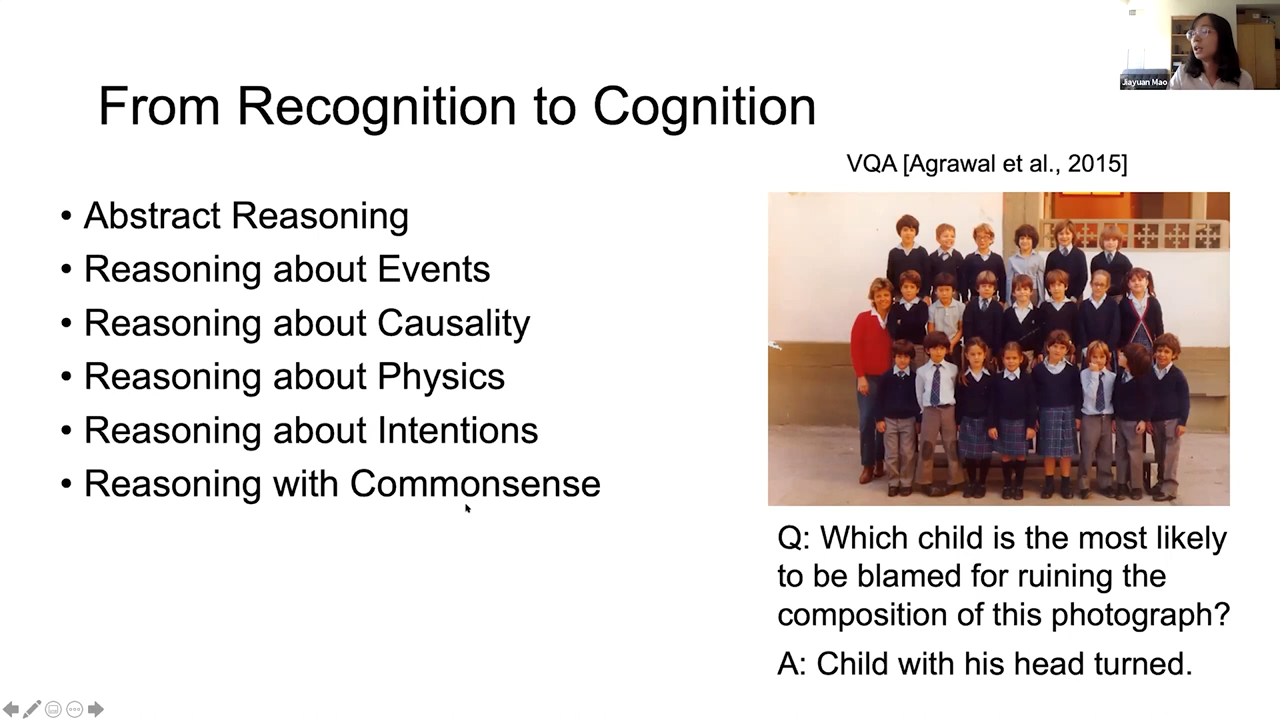 Jiayuan Mao
From Recognition to Cognition
VQA [Agrawal et al., 2015]
• Abstract Reasoning
• Reasoning about Events
• Reasoning about Causality
• Reasoning about Physics
• Reasoning about Intentions
• Reasoning with Commonsense
Q: Which child is the most likely
to be blamed for ruining the
composition of this photograph?
A: Child with his head turned.